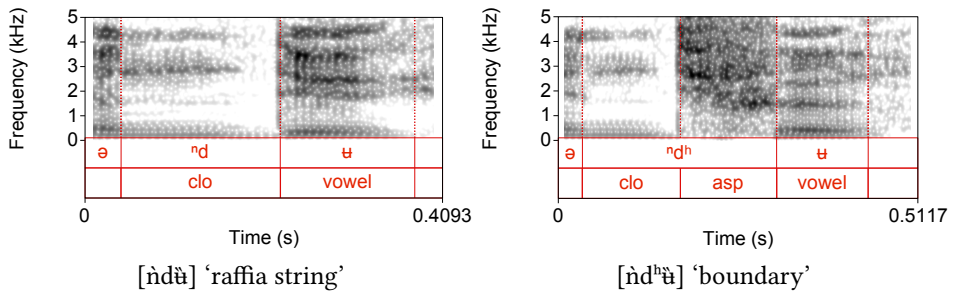 5
4
3
2
1
0
Frequency (kHz)
ə
ⁿd
ʉ
clo
vowel
0
0.4093
Time (s)
[ǹdʉ̏] ‘raffia string’
5
4
3
2
1
0
Frequency (kHz)
ə
ⁿdʰ
ʉ
clo
asp
vowel
0
0.5117
Time (s)
[ǹdʰʉ̏] ‘boundary’